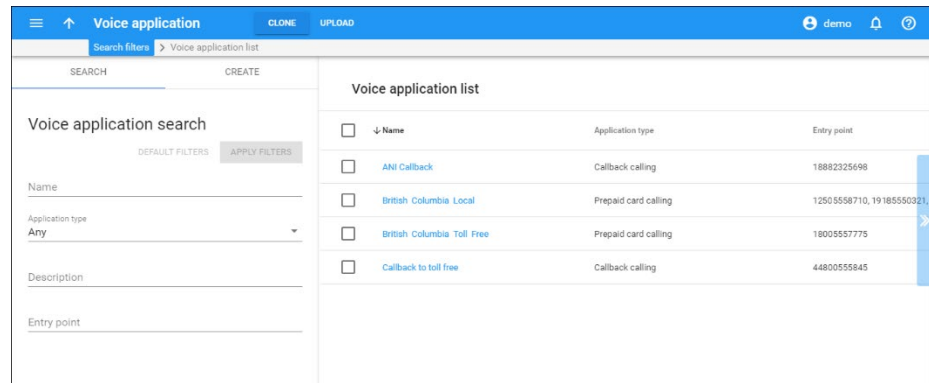 Voice application CLONE UPLOAD demo
Search filters > Voice application list
SEARCH CREATE
Voice application search
DEFAULT FILTERS APPLY FILTERS
Name
Application type
Any
Description
Entry point
Voice application list
Name Application type Entry point
ANI Callback Callback calling 18882325698
British Columbia Local Prepaid card calling 12505558710, 19185550321,
British Columbia Toll Free Prepaid card calling 18005557775
Callback to toll free Callback calling 44800555845